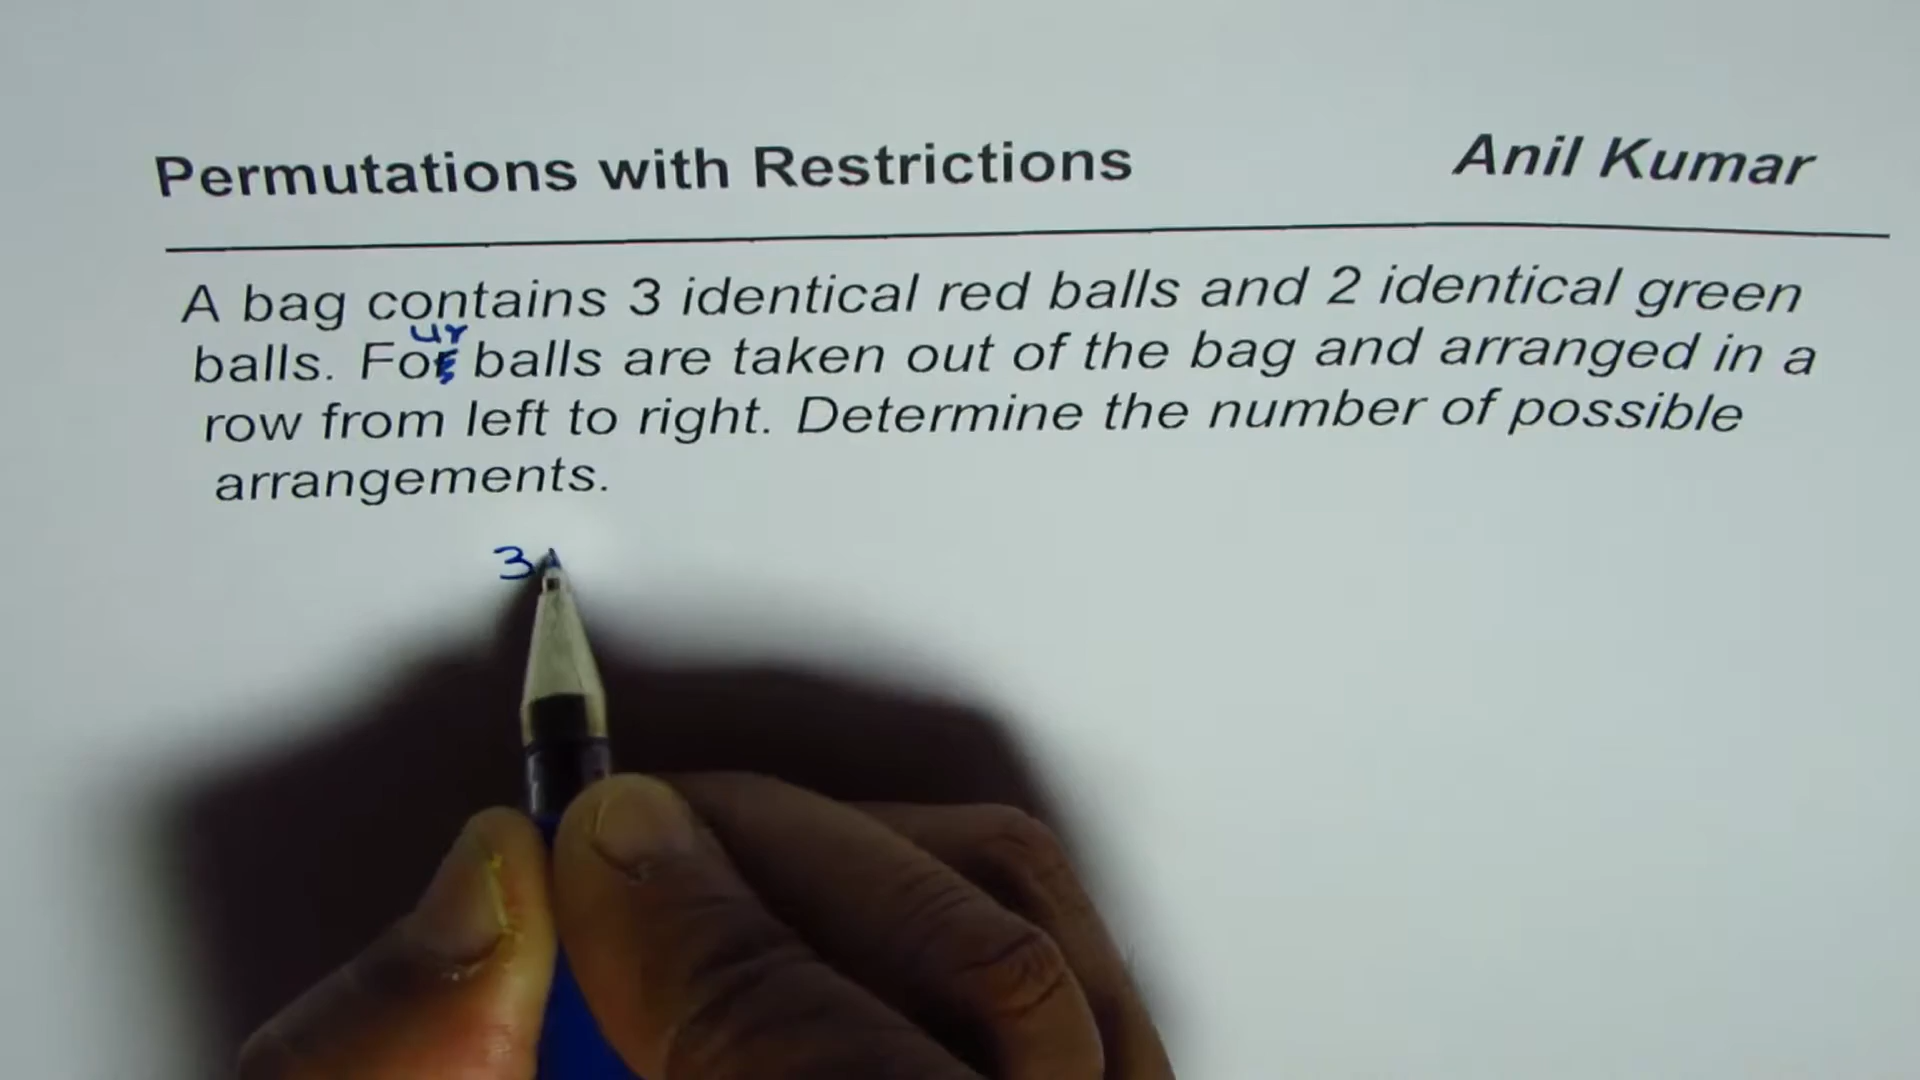 Permutations with Restrictions
Anil Kumar
A bag contains 3 identical red balls and 2 identical green
ur
balls. For balls are taken out of the bag and arranged in a
row from left to right. Determine the number of possible
arrangements.
3